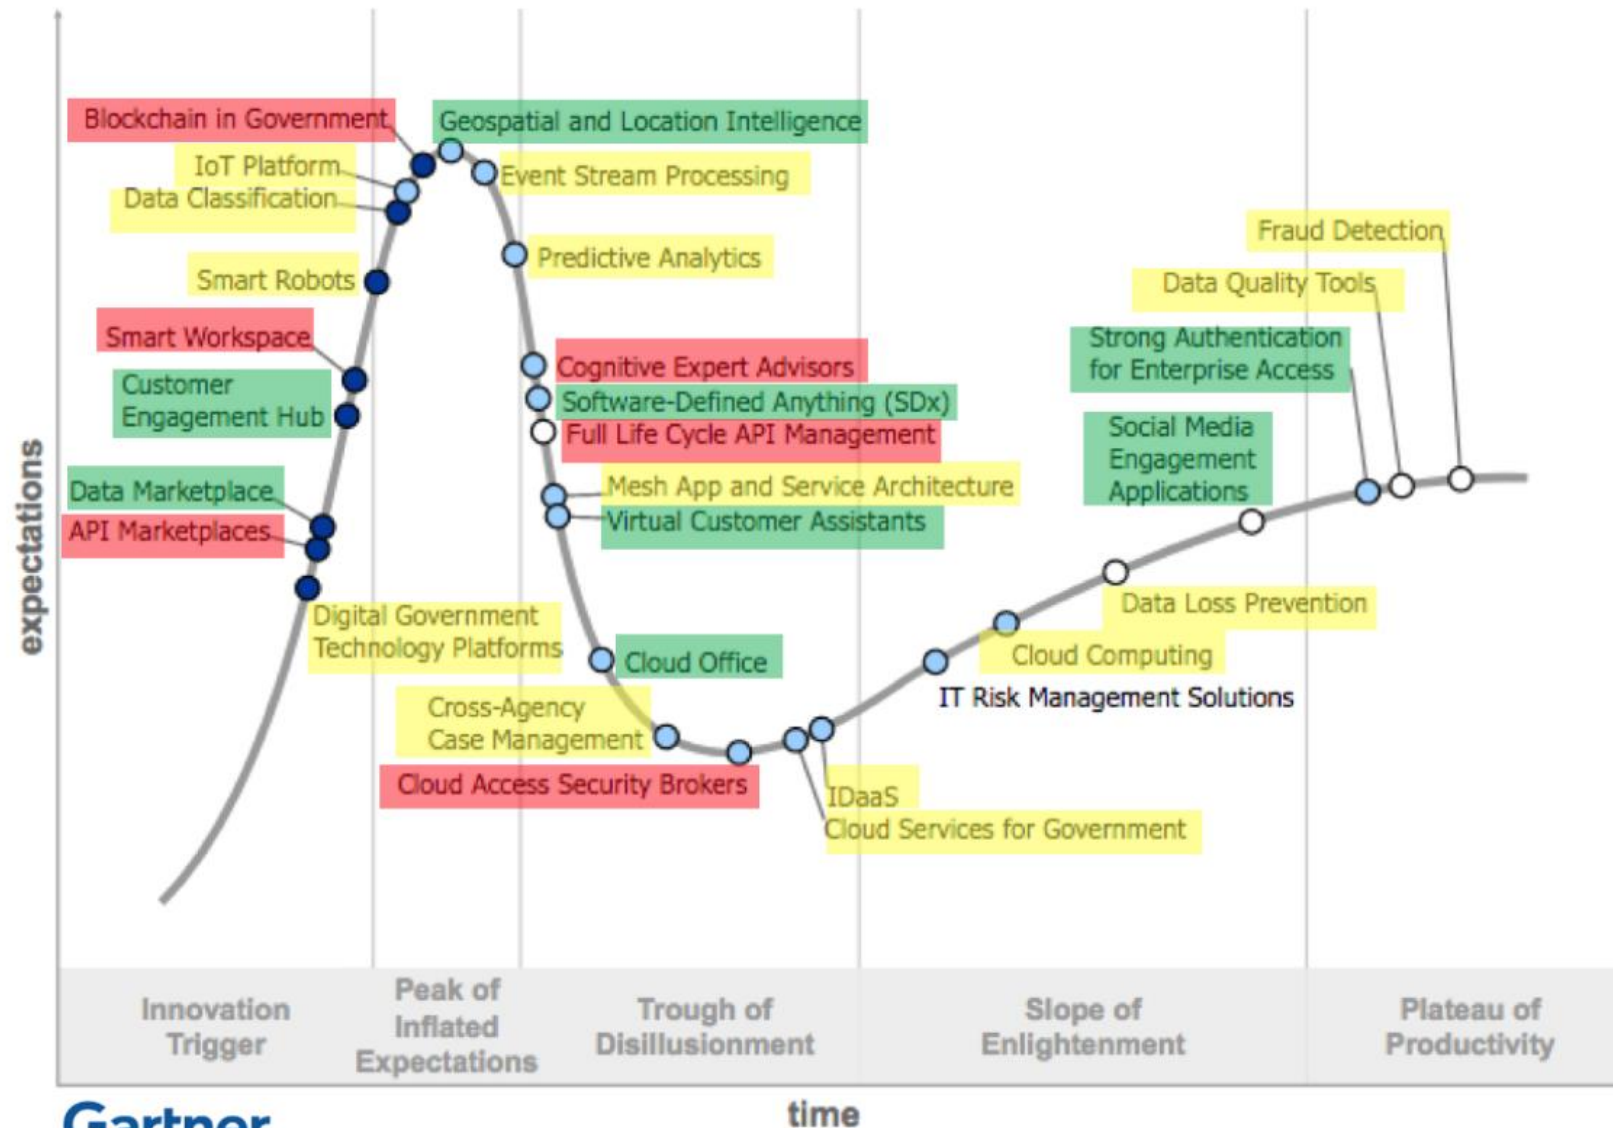 Blockchain in Government
Geospatial and Location Intelligence
IoT Platform
Event Stream Processing
Data Classification
Predictive Analytics
Smart Robots
Smart Workspace
Customer
Engagement Hub
Data Marketplace
API Marketplaces
Digital Government
Technology Platforms
Cognitive Expert Advisors
Software-Defined Anything (SDx)
Full Life Cycle API Management
Mesh App and Service Architecture
Virtual Customer Assistants
Cloud Office
Cross-Agency
Case Management
Cloud Access Security Brokers
IDaaS
Cloud Services for Government
IT Risk Management Solutions
Cloud Computing
Data Loss Prevention
Social Media
Engagement
Applications
Strong Authentication
for Enterprise Access
Data Quality Tools
Fraud Detection
expectations
Innovation
Trigger
Peak of
Inflated
Expectations
Trough of
Disillusionment
Slope of
Enlightenment
Plateau of
Productivity
time
Gartner